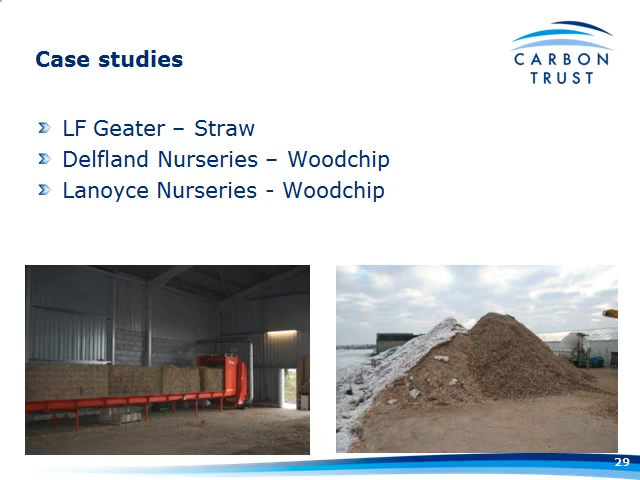 Case studies
CARBON
TRUST
LF Geater – Straw
Delfland Nurseries – Woodchip
Lanoyce Nurseries - Woodchip
29